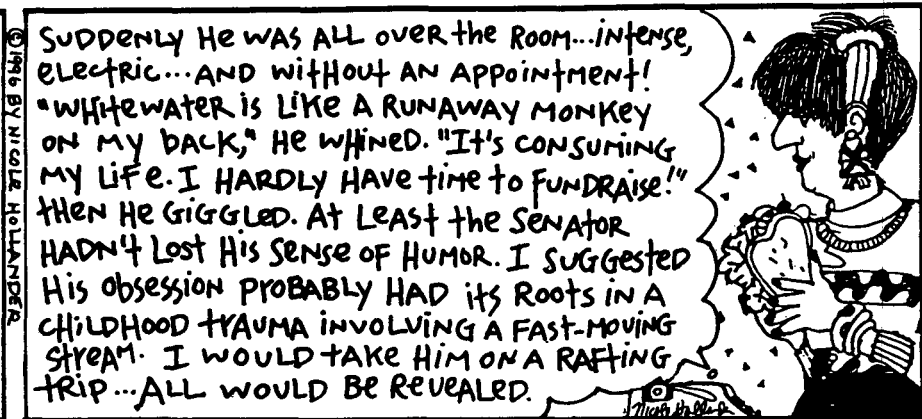 © 1996 BY NICOLE HOLLANDER
SUDDENLY HE WAS ALL OVER the ROOM...intense,
electric...AND without AN APPOINTMENT!
"WHITEWATER is LIKE A RUNAWAY MONKEY
ON MY BACK," HE WHINED. "It's CONSUMING
MY LIFE. I HARDLY HAVE time to FUNDRAISE!"
tHEN HE GIGGLED. At LEAST the SENATOR
HADN't LOST HIS SENSE OF HUMOR. I SUGGESTED
HIS OBSESSION PROBABLY HAD its ROOTS IN A
CHILDHOOD tRAUMA INVOLVING A FAST-MOVING
StREAM. I WOULD tAKE HIM ON A RAFTING
tRIP...ALL WOULD BE REVEALED.
Nicole Hollander